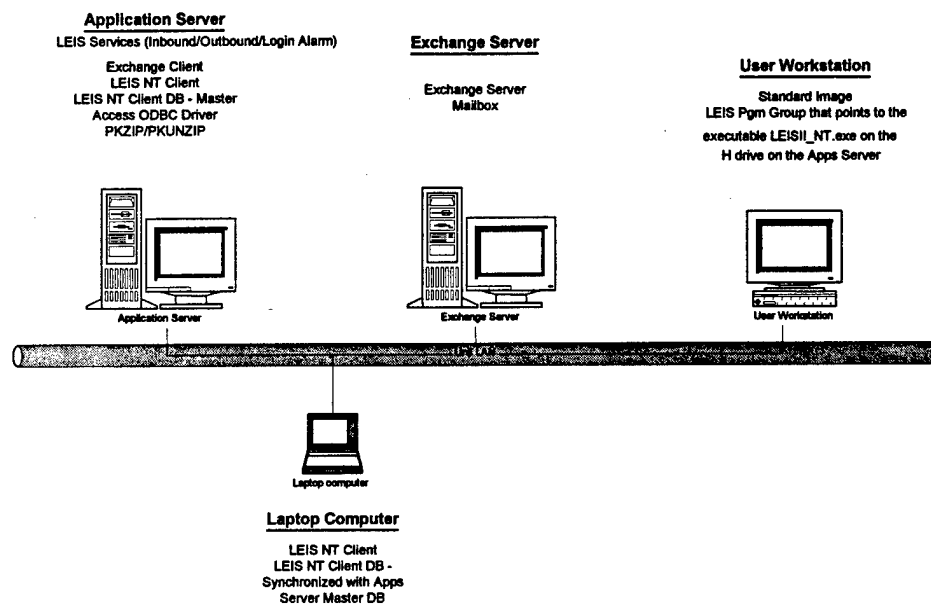 Application Server
LEIS Services (Inbound/Outbound/Login Alarm)
Exchange Client
LEIS NT Client
LEIS NT Client DB - Master
Access ODBC Driver
PKZIP/PKUNZIP
Exchange Server
Exchange Server
Mailbox
User Workstation
Standard Image
LEIS Pgm Group that points to the
executable LEISII_NT.exe on the
H drive on the Apps Server
Application Server
Exchange Server
User Workstation
LAN
Laptop computer
Laptop Computer
LEIS NT Client
LEIS NT Client DB -
Synchronized with Apps
Server Master DB